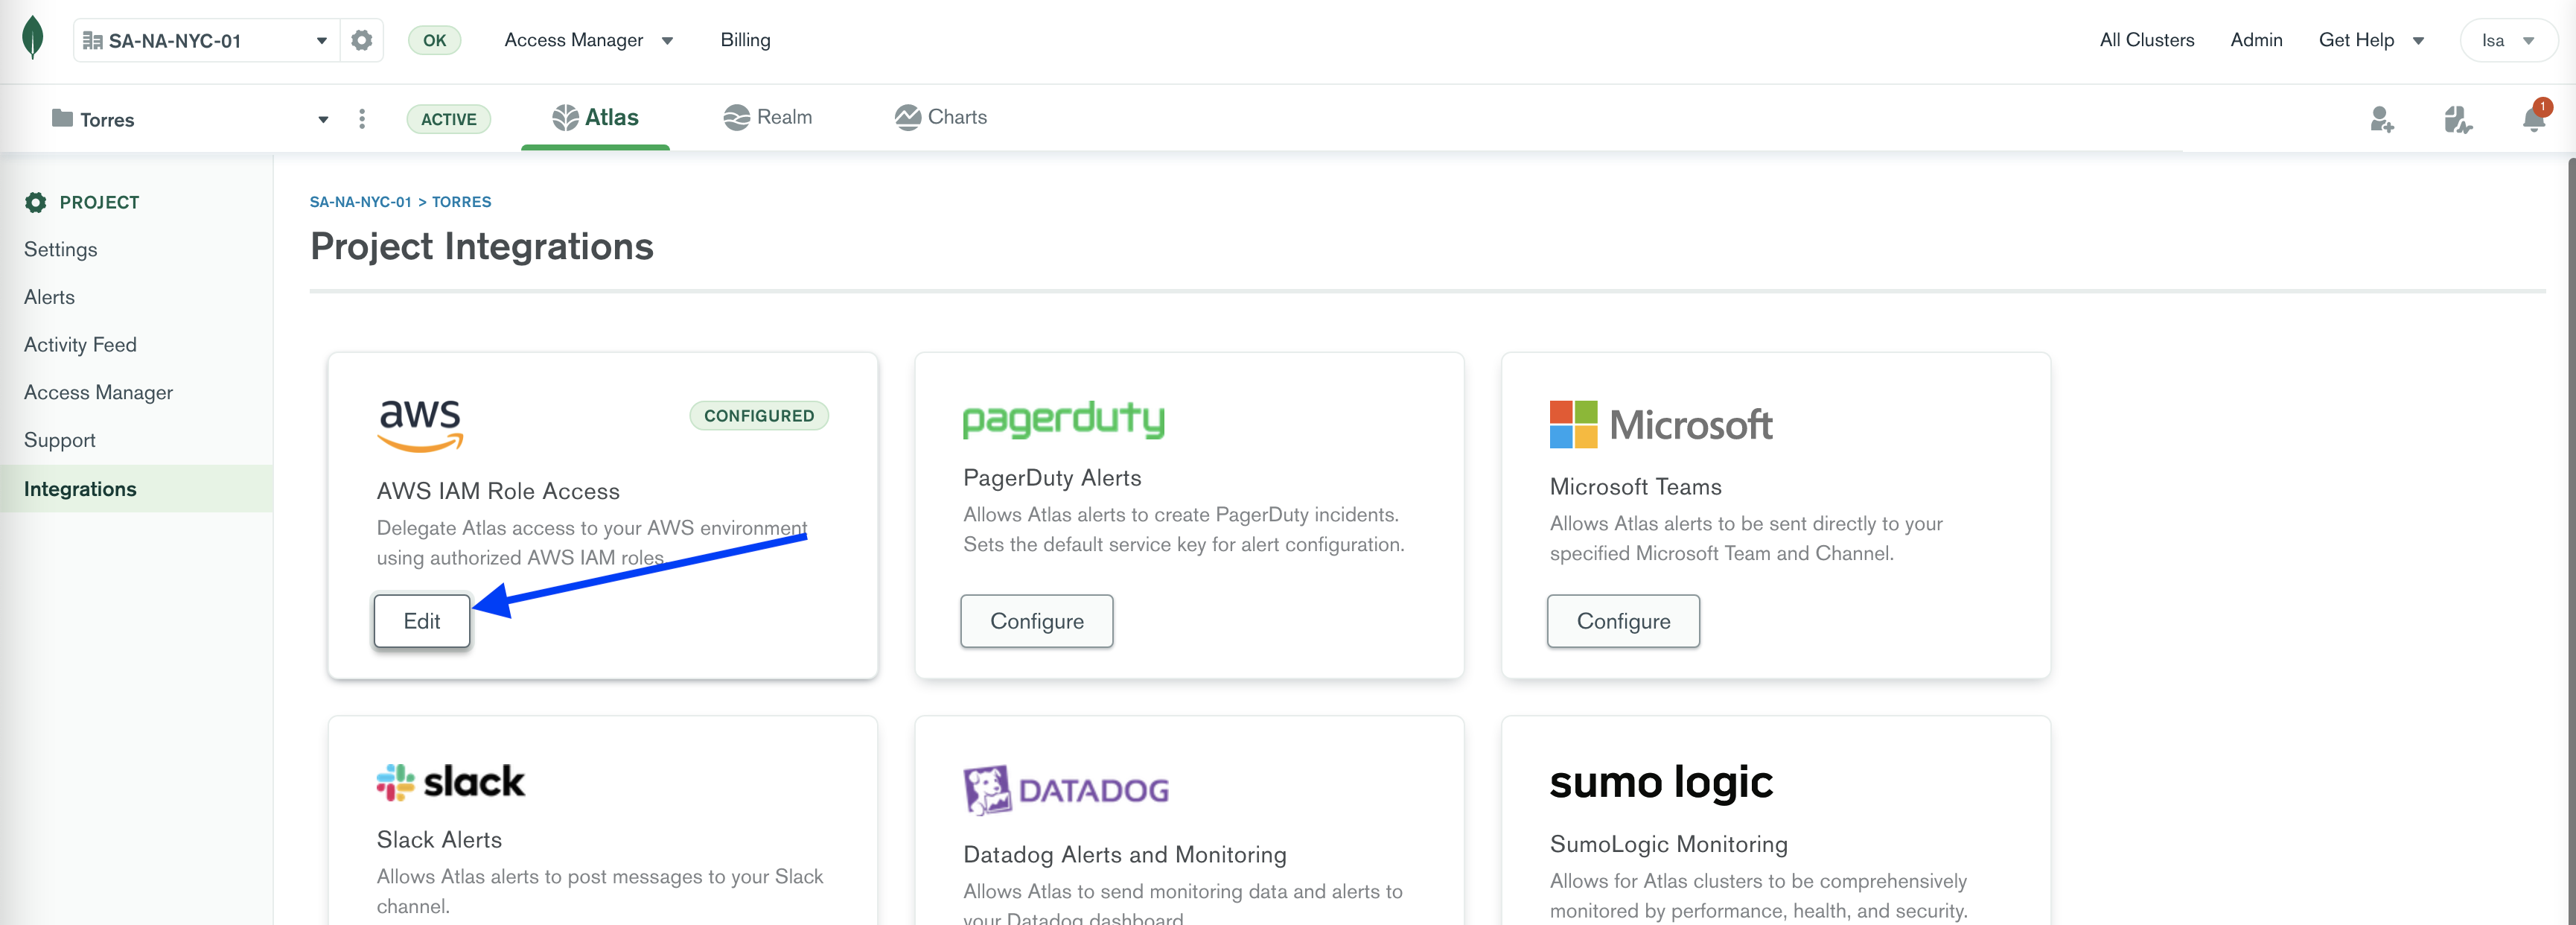 SA-NA-NYC-01
OK
Access Manager
Billing
All Clusters
Admin
Get Help
Isa
Torres
ACTIVE
Atlas
Realm
Charts
1
PROJECT
Settings
Alerts
Activity Feed
Access Manager
Support
Integrations
SA-NA-NYC-01 > TORRES
Project Integrations
aws
CONFIGURED
AWS IAM Role Access
Delegate Atlas access to your AWS environment
using authorized AWS IAM roles.
Edit
pagerduty
PagerDuty Alerts
Allows Atlas alerts to create PagerDuty incidents.
Sets the default service key for alert configuration.
Configure
Microsoft
Microsoft Teams
Allows Atlas alerts to be sent directly to your
specified Microsoft Team and Channel.
Configure
slack
Slack Alerts
Allows Atlas alerts to post messages to your Slack
channel.
DATADOG
Datadog Alerts and Monitoring
Allows Atlas to send monitoring data and alerts to
your Datadog dashboard.
sumo logic
SumoLogic Monitoring
Allows for Atlas clusters to be comprehensively
monitored by performance, health, and security.